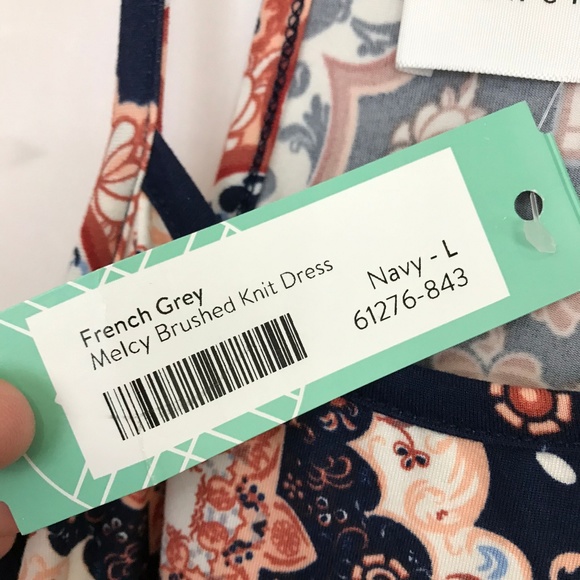 French Grey
Melcy Brushed Knit Dress
Navy - L
61276-843